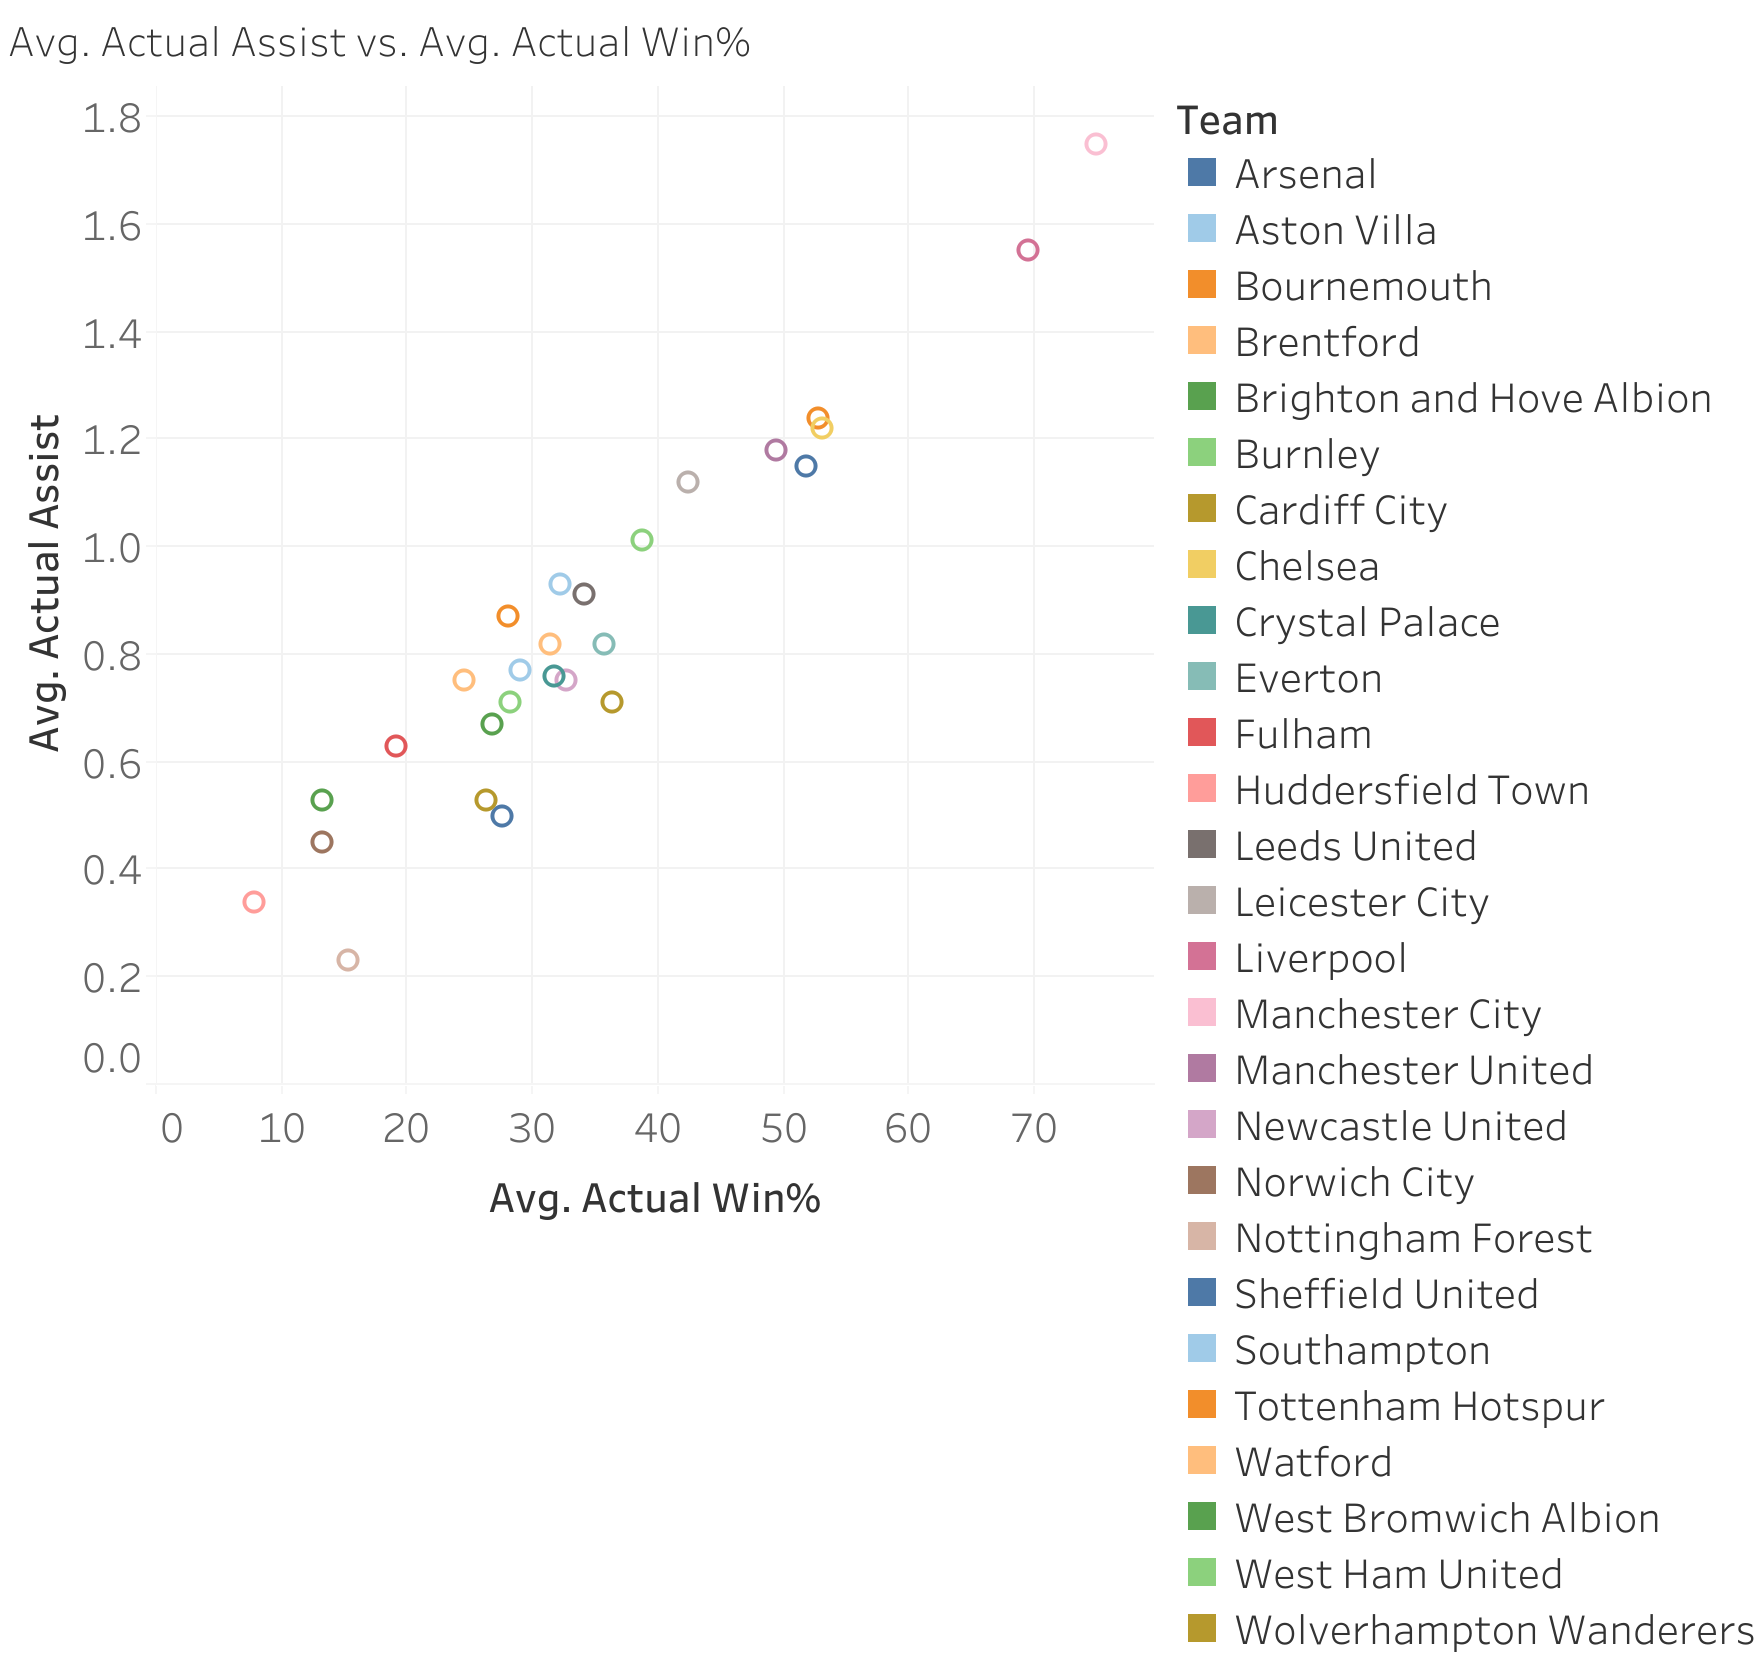 Avg. Actual Assist vs. Avg. Actual Win%
1.8
1.6
1.4
1.2
1.0
0.8
0.6
0.4
0.2
0.0
Avg. Actual Assist
0 10 20 30 40 50 60 70
Avg. Actual Win%
Team
Arsenal
Aston Villa
Bournemouth
Brentford
Brighton and Hove Albion
Burnley
Cardiff City
Chelsea
Crystal Palace
Everton
Fulham
Huddersfield Town
Leeds United
Leicester City
Liverpool
Manchester City
Manchester United
Newcastle United
Norwich City
Nottingham Forest
Sheffield United
Southampton
Tottenham Hotspur
Watford
West Bromwich Albion
West Ham United
Wolverhampton Wanderers